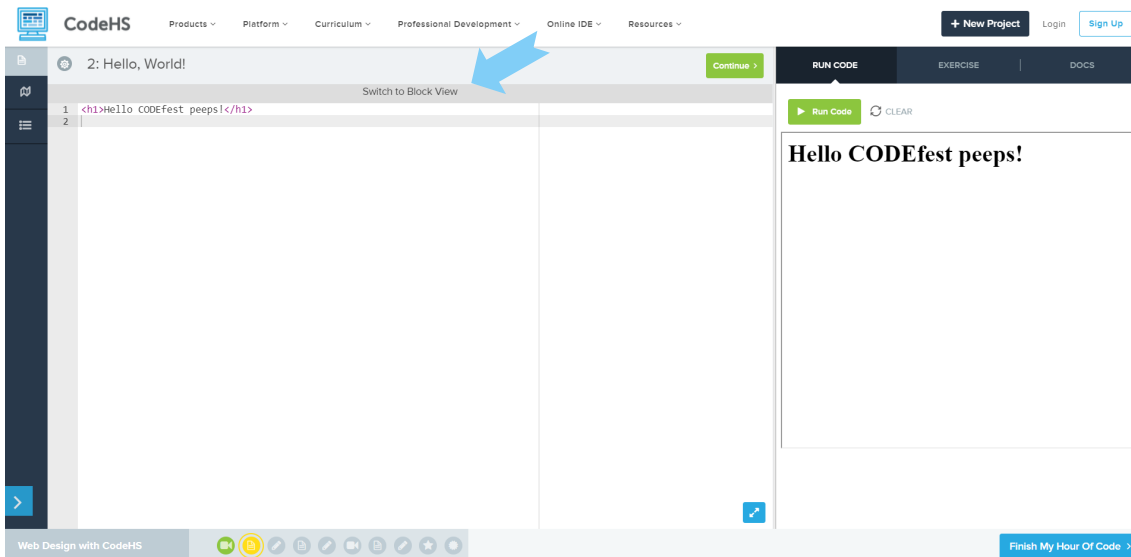 CodeHS
Products Platform Curriculum Professional Development Online IDE Resources + New Project Login Sign Up
2: Hello, World! Continue >
RUN CODE EXERCISE | DOCS
Switch to Block View
1 <h1>Hello CODEfest peeps!</h1>
2
Run Code CLEAR
Hello CODEfest peeps!
Web Design with CodeHS
Finish My Hour Of Code >